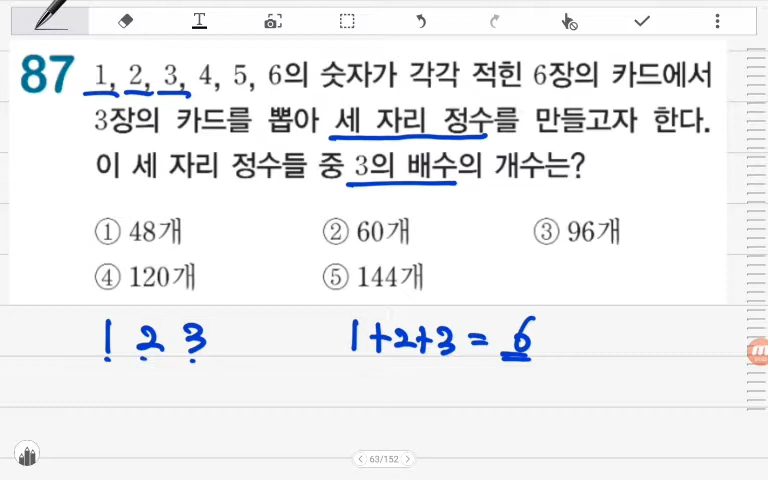 87 1, 2, 3, 4, 5, 6의 숫자가 각각 적힌 6장의 카드에서
3장의 카드를 뽑아 세 자리 정수를 만들고자 한다.
이 세 자리 정수들 중 3의 배수의 개수는?
① 48개 ② 60개 ③ 96개
④ 120개 ⑤ 144개
1 2 3 1+2+3 = 6
63/152